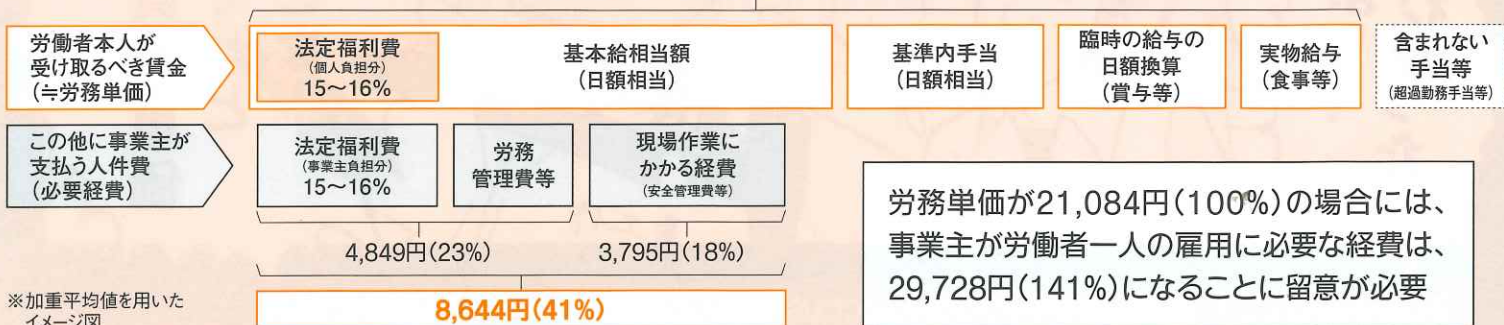 労働者本人が
受け取るべき賃金
(≒労務単価)
法定福利費
(個人負担分)
15〜16%
基本給相当額
(日額相当)
基準内手当
(日額相当)
臨時の給与の
日額換算
(賞与等)
実物給与
(食事等)
含まれない
手当等
(超過勤務手当等)
この他に事業主が
支払う人件費
(必要経費)
法定福利費
(事業主負担分)
15〜16%
労務
管理費等
現場作業に
かかる経費
(安全管理費等)
4,849円(23%)
3,795円(18%)
8,644円(41%)
※加重平均値を用いた
イメージ図
労務単価が21,084円(100%)の場合には、
事業主が労働者一人の雇用に必要な経費は、
29,728円(141%)になることに留意が必要